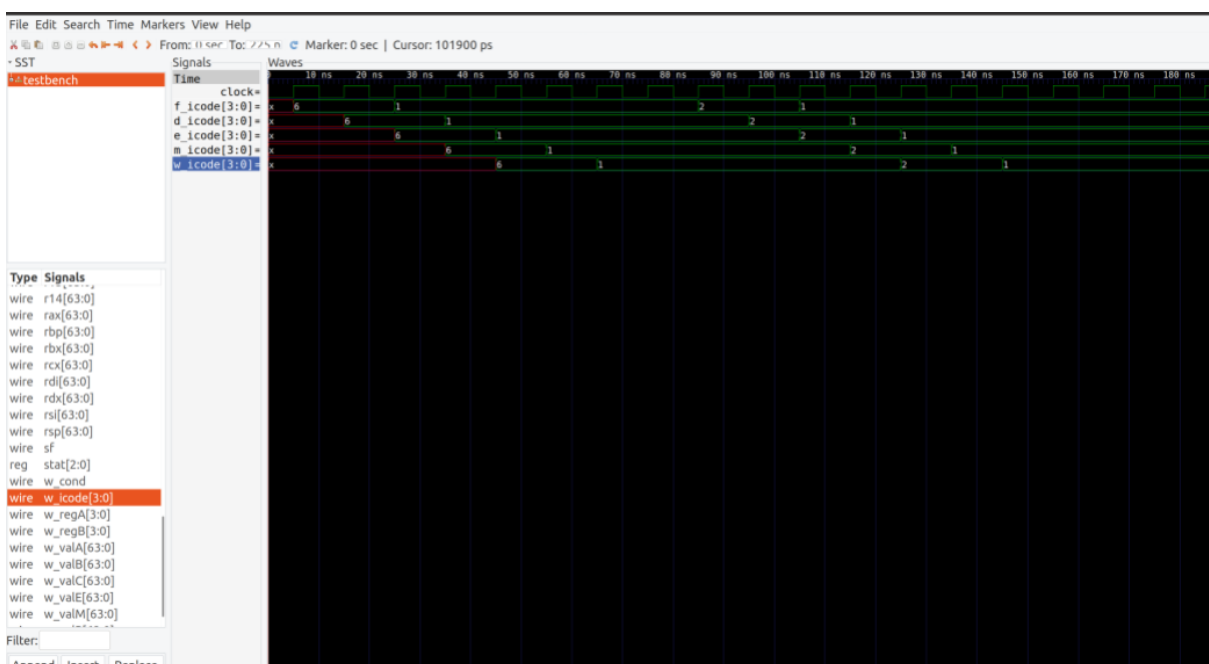 File Edit Search Time Markers View Help
From: 0 sec To: 225 n Marker: 0 sec | Cursor: 101900 ps
SST
testbench
Signals
Time
clock=
f_icode[3:0]=
d_icode[3:0]=
e_icode[3:0]=
m_icode[3:0]=
w_icode[3:0]=
Waves
10 ns 20 ns 30 ns 40 ns 50 ns 60 ns 70 ns 80 ns 90 ns 100 ns 110 ns 120 ns 130 ns 140 ns 150 ns 160 ns 170 ns 180 ns
x 6 1 2 1
x 6 1 2 1
x 6 1 2 1
x 6 1 2 1
x 6 1 2 1
Type Signals
wire r14[63:0]
wire rax[63:0]
wire rbp[63:0]
wire rbx[63:0]
wire rcx[63:0]
wire rdi[63:0]
wire rdx[63:0]
wire rsi[63:0]
wire rsp[63:0]
wire sf
reg stat[2:0]
wire w_cond
wire w_icode[3:0]
wire w_regA[3:0]
wire w_regB[3:0]
wire w_valA[63:0]
wire w_valB[63:0]
wire w_valC[63:0]
wire w_valE[63:0]
wire w_valM[63:0]
Filter:
Append Insert Replace